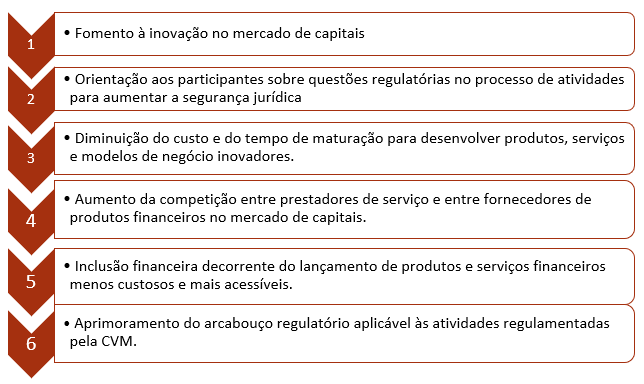 1
• Fomento à inovação no mercado de capitais
2
• Orientação aos participantes sobre questões regulatórias no processo de atividades
para aumentar a segurança jurídica
3
• Diminuição do custo e do tempo de maturação para desenvolver produtos, serviços
e modelos de negócio inovadores.
4
• Aumento da competição entre prestadores de serviço e entre fornecedores de
produtos financeiros no mercado de capitais.
5
• Inclusão financeira decorrente do lançamento de produtos e serviços financeiros
menos custosos e mais acessíveis.
6
• Aprimoramento do arcabouço regulatório aplicável às atividades regulamentadas
pela CVM.